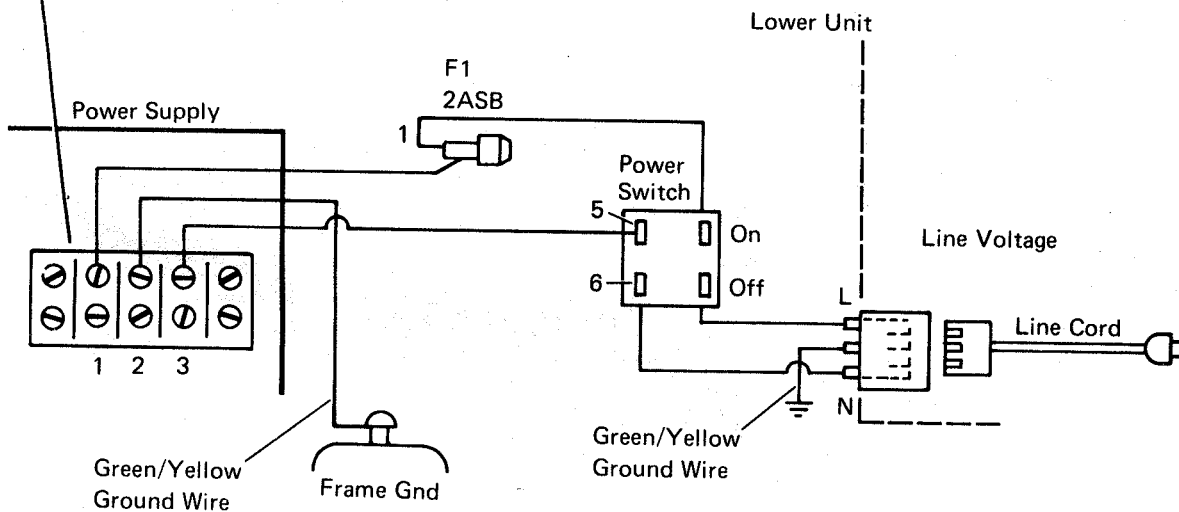 Lower Unit
F1
2ASB
Power Supply
1
Power
Switch
5
On
Line Voltage
6
Off
L
Line Cord
1 2 3
N
Green/Yellow
Ground Wire
Green/Yellow
Ground Wire
Frame Gnd